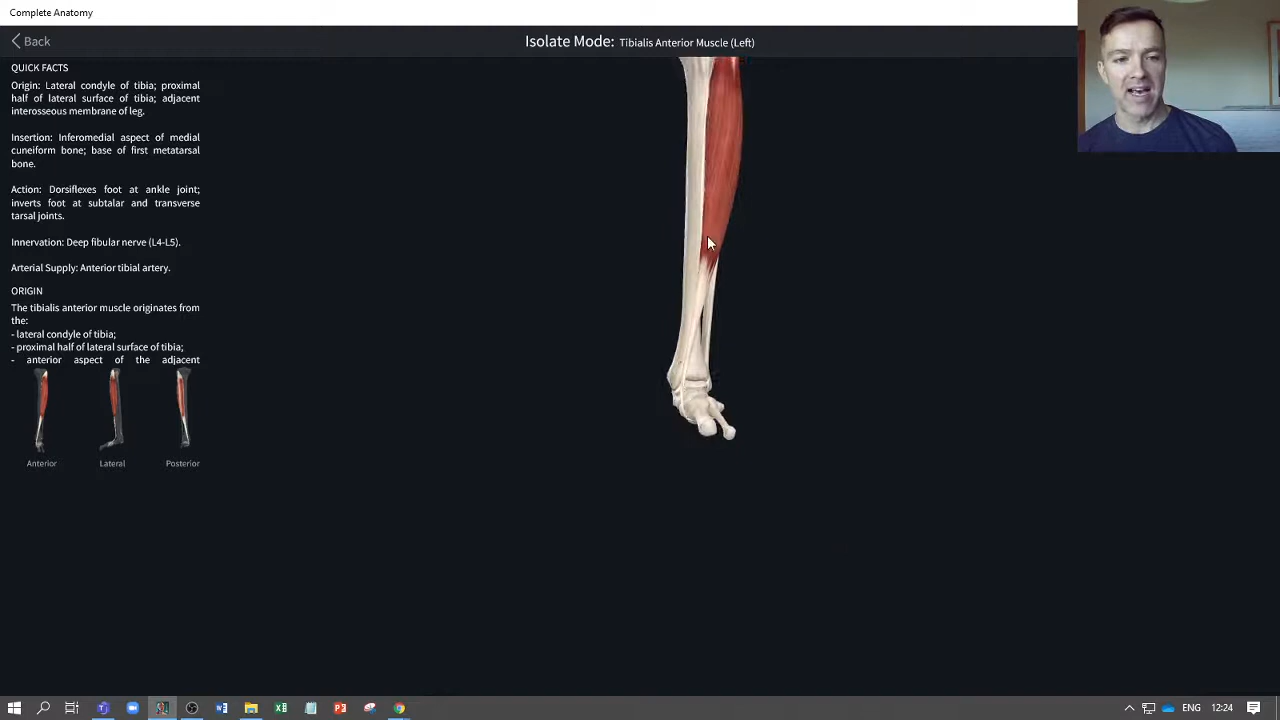 Complete Anatomy
Back
Isolate Mode: Tibialis Anterior Muscle (Left)
QUICK FACTS
Origin: Lateral condyle of tibia; proximal
half of lateral surface of tibia; adjacent
interosseous membrane of leg.
Insertion: Inferomedial aspect of medial
cuneiform bone; base of first metatarsal
bone.
Action: Dorsiflexes foot at ankle joint;
inverts foot at subtalar and transverse
tarsal joints.
Innervation: Deep fibular nerve (L4-L5).
Arterial Supply: Anterior tibial artery.
ORIGIN
The tibialis anterior muscle originates from
the:
- lateral condyle of tibia;
- proximal half of lateral surface of tibia;
- anterior aspect of the adjacent
Anterior Lateral Posterior
ENG 12:24